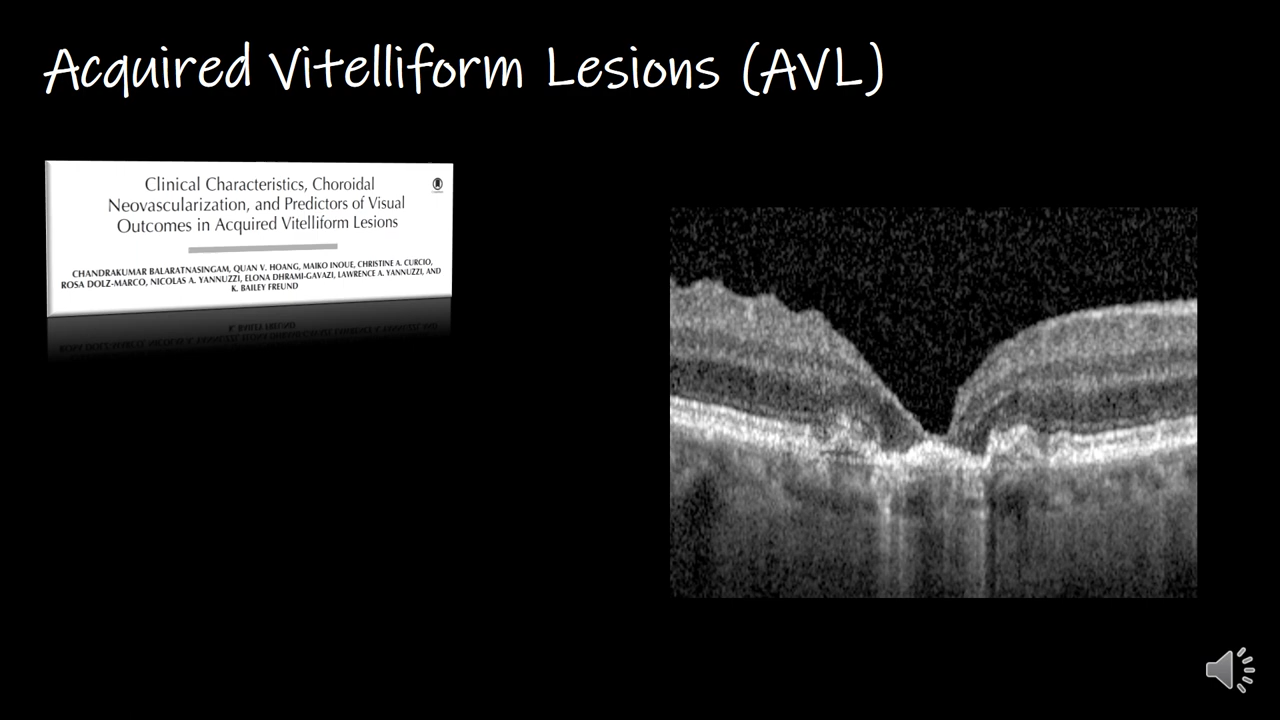 Acquired Vitelliform Lesions (AVL)
Clinical Characteristics, Choroidal
Neovascularization, and Predictors of Visual
Outcomes in Acquired Vitelliform Lesions
CHANDRAKUMAR BALARATNASINGAM, QUAN V. HOANG, MAIKO INOUE, CHRISTINE A. CURCIO,
ROSA DOLZ-MARCO, NICOLAS A. YANNUZZI, ELONA DHRAMI-GAVAZI, LAWRENCE A. YANNUZZI, AND
K. BAILEY FREUND